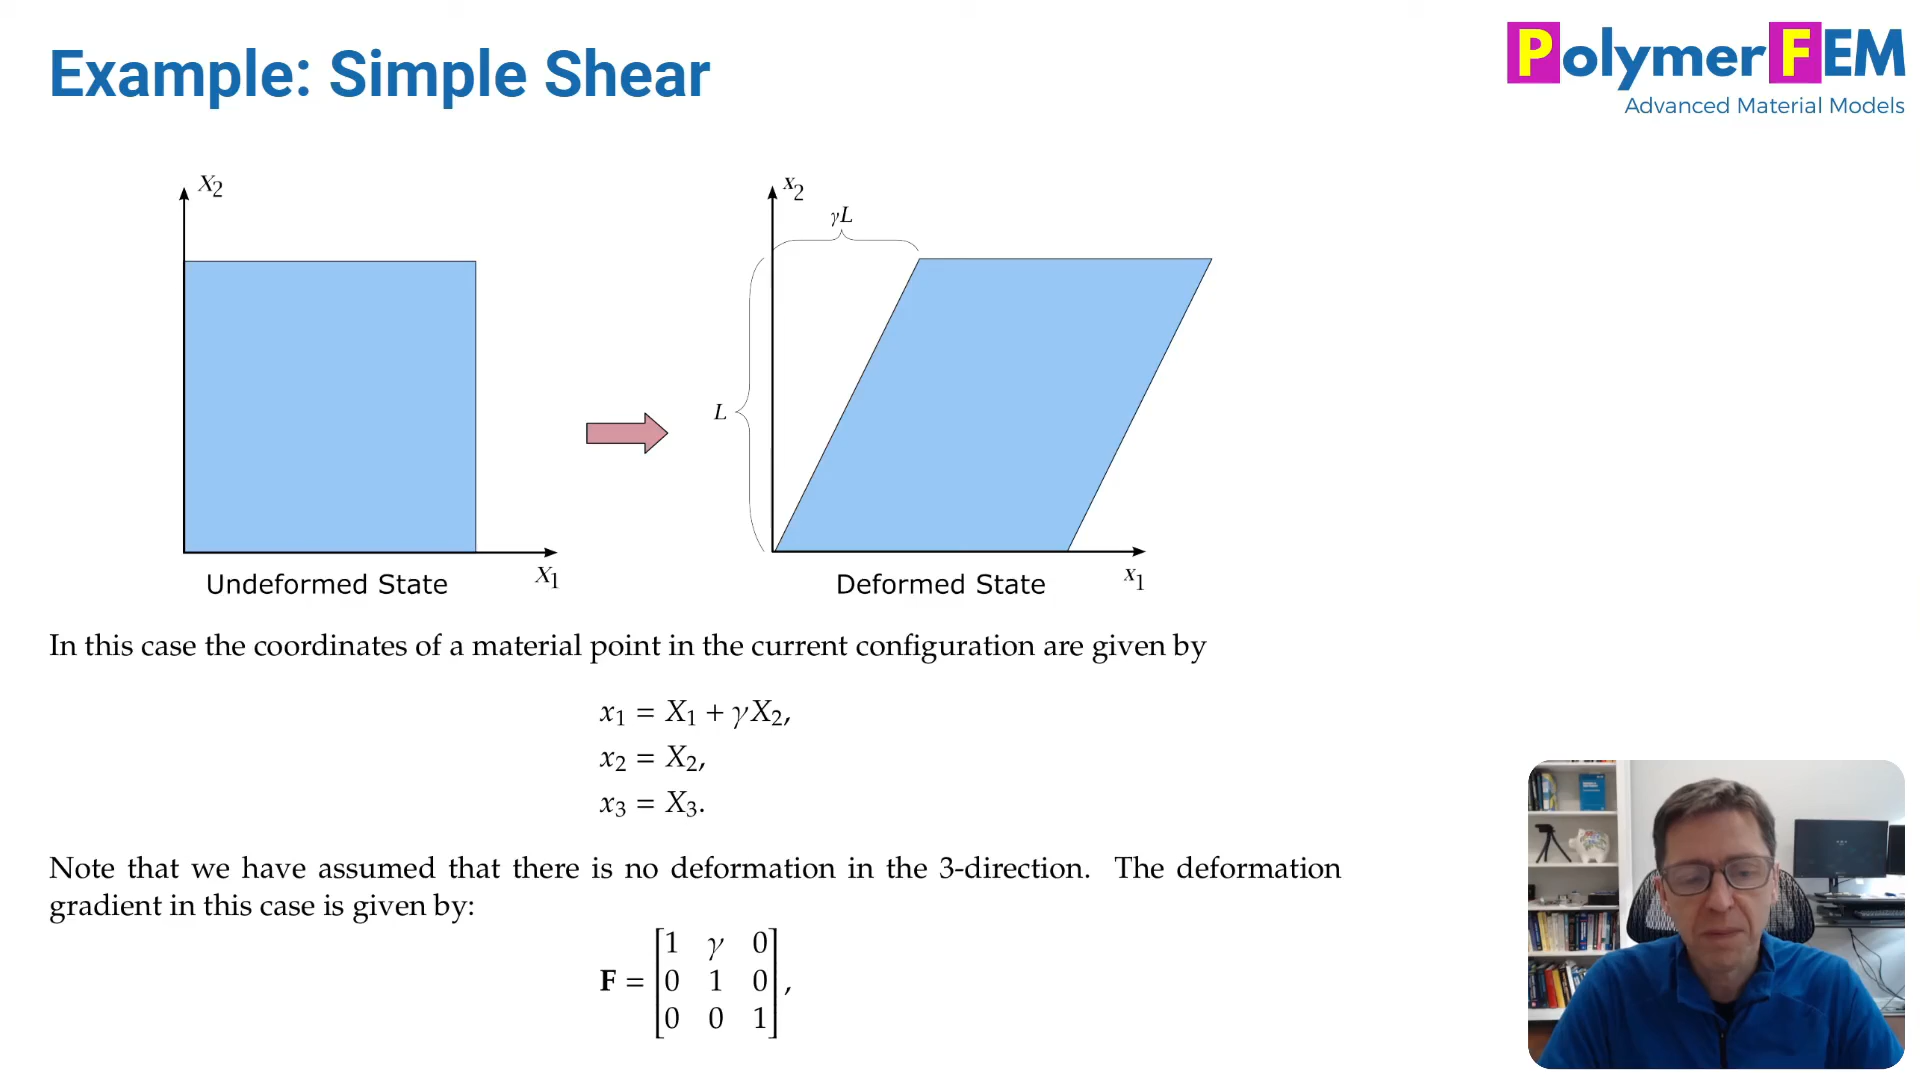 Example: Simple Shear
PolymerFEM
Advanced Material Models
X2
x2
γL
L
X1
x1
Undeformed State
Deformed State
In this case the coordinates of a material point in the current configuration are given by
x1 = X1 + γX2,
x2 = X2,
x3 = X3.
Note that we have assumed that there is no deformation in the 3-direction. The deformation
gradient in this case is given by:
1 γ 0
F = [0 1 0],
0 0 1